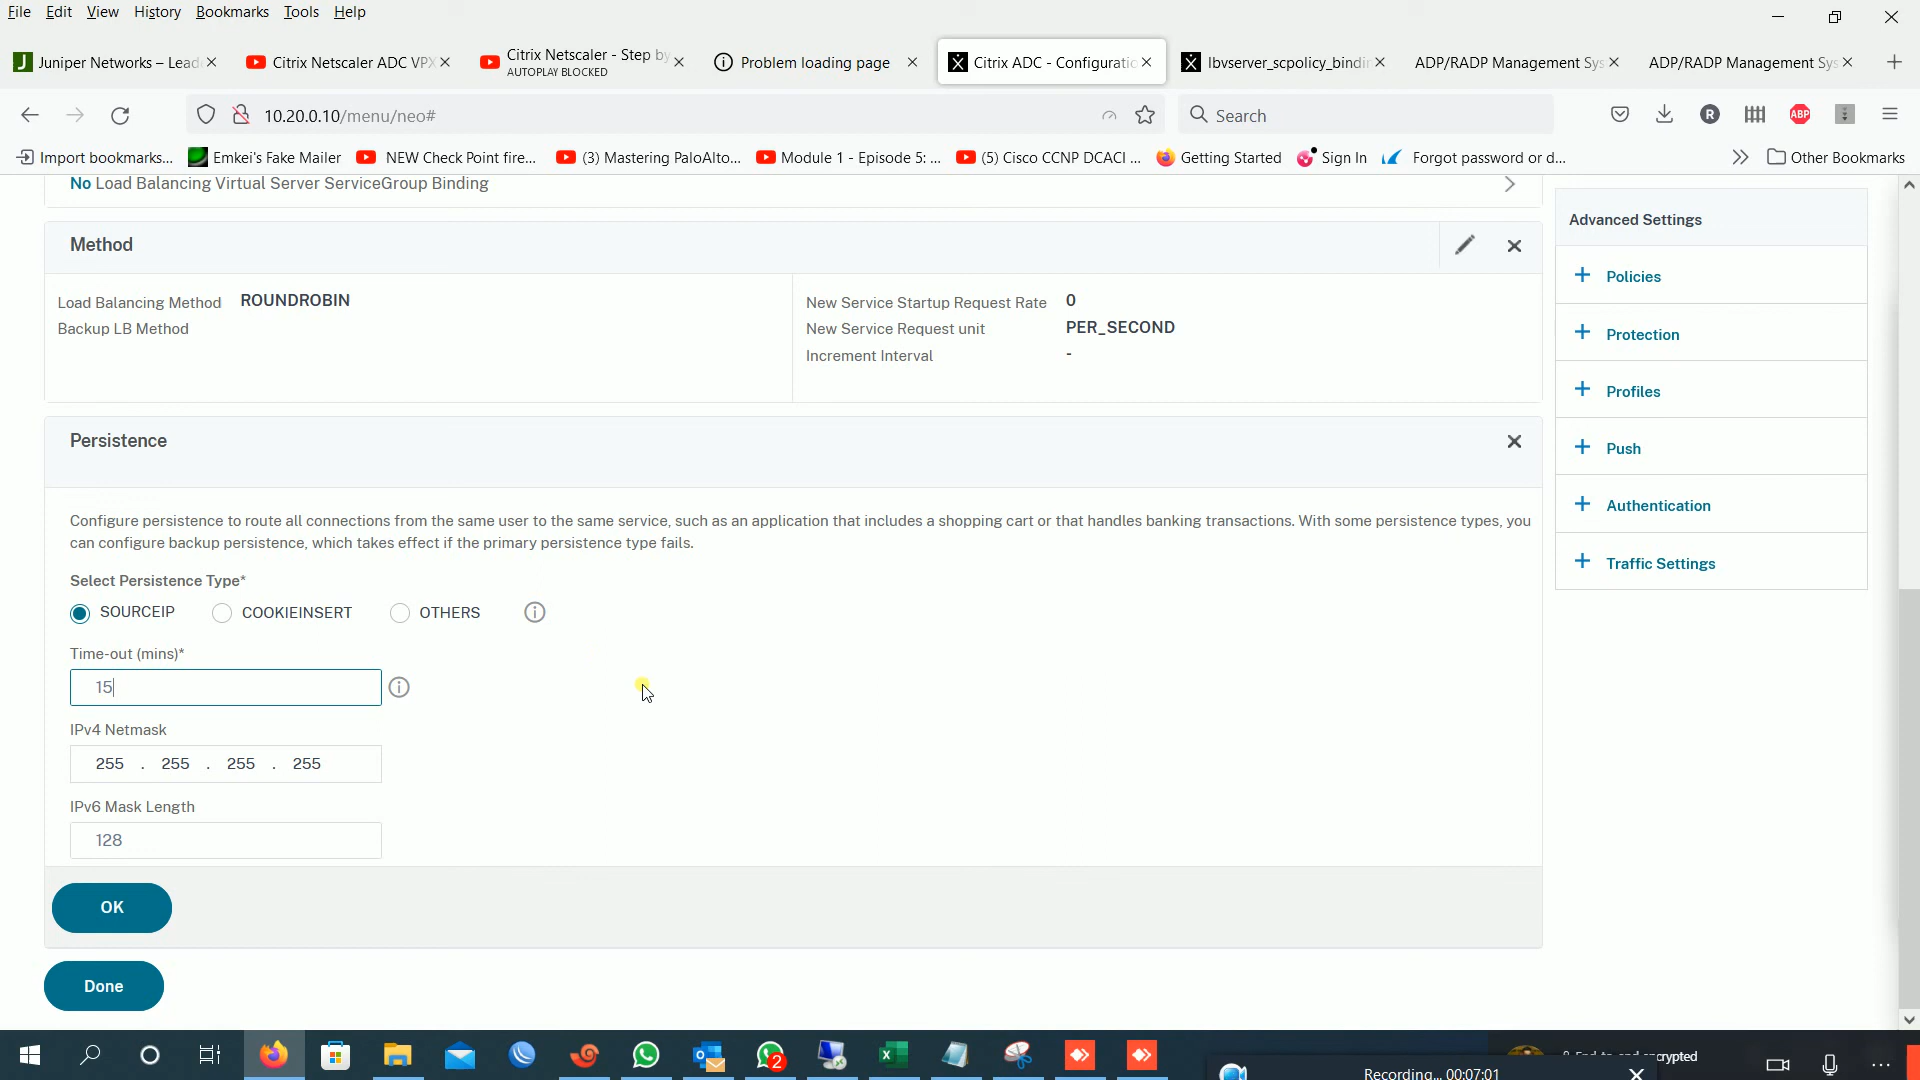 File Edit View History Bookmarks Tools Help
Juniper Networks – Leade
Citrix Netscaler ADC VPX
Citrix Netscaler - Step by
AUTOPLAY BLOCKED
Problem loading page
Citrix ADC - Configuratio
lbvserver_scpolicy_bindin
ADP/RADP Management Sys
ADP/RADP Management Sys
10.20.0.10/menu/neo#
Search
R
ABP
Import bookmarks...
Emkei's Fake Mailer
NEW Check Point fire...
(3) Mastering PaloAlto...
Module 1 - Episode 5: ...
(5) Cisco CCNP DCACI ...
Getting Started
Sign In
Forgot password or d...
Other Bookmarks
No Load Balancing Virtual Server ServiceGroup Binding
Method
Load Balancing Method ROUNDROBIN
Backup LB Method
New Service Startup Request Rate 0
New Service Request unit PER_SECOND
Increment Interval -
Persistence
Configure persistence to route all connections from the same user to the same service, such as an application that includes a shopping cart or that handles banking transactions. With some persistence types, you
can configure backup persistence, which takes effect if the primary persistence type fails.
Select Persistence Type*
SOURCEIP COOKIEINSERT OTHERS
Time-out (mins)*
15
IPv4 Netmask
255 . 255 . 255 . 255
IPv6 Mask Length
128
OK
Done
Advanced Settings
Policies
Protection
Profiles
Push
Authentication
Traffic Settings
2
End-to-end encrypted
Recording... 00:07:01